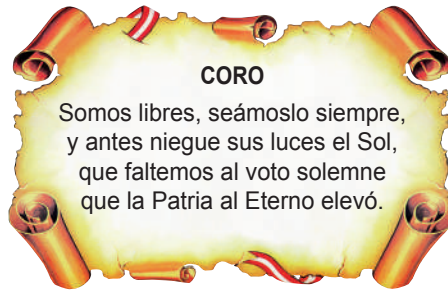 CORO
Somos libres, seámoslo siempre,
y antes niegue sus luces el Sol,
que faltemos al voto solemne
que la Patria al Eterno elevó.